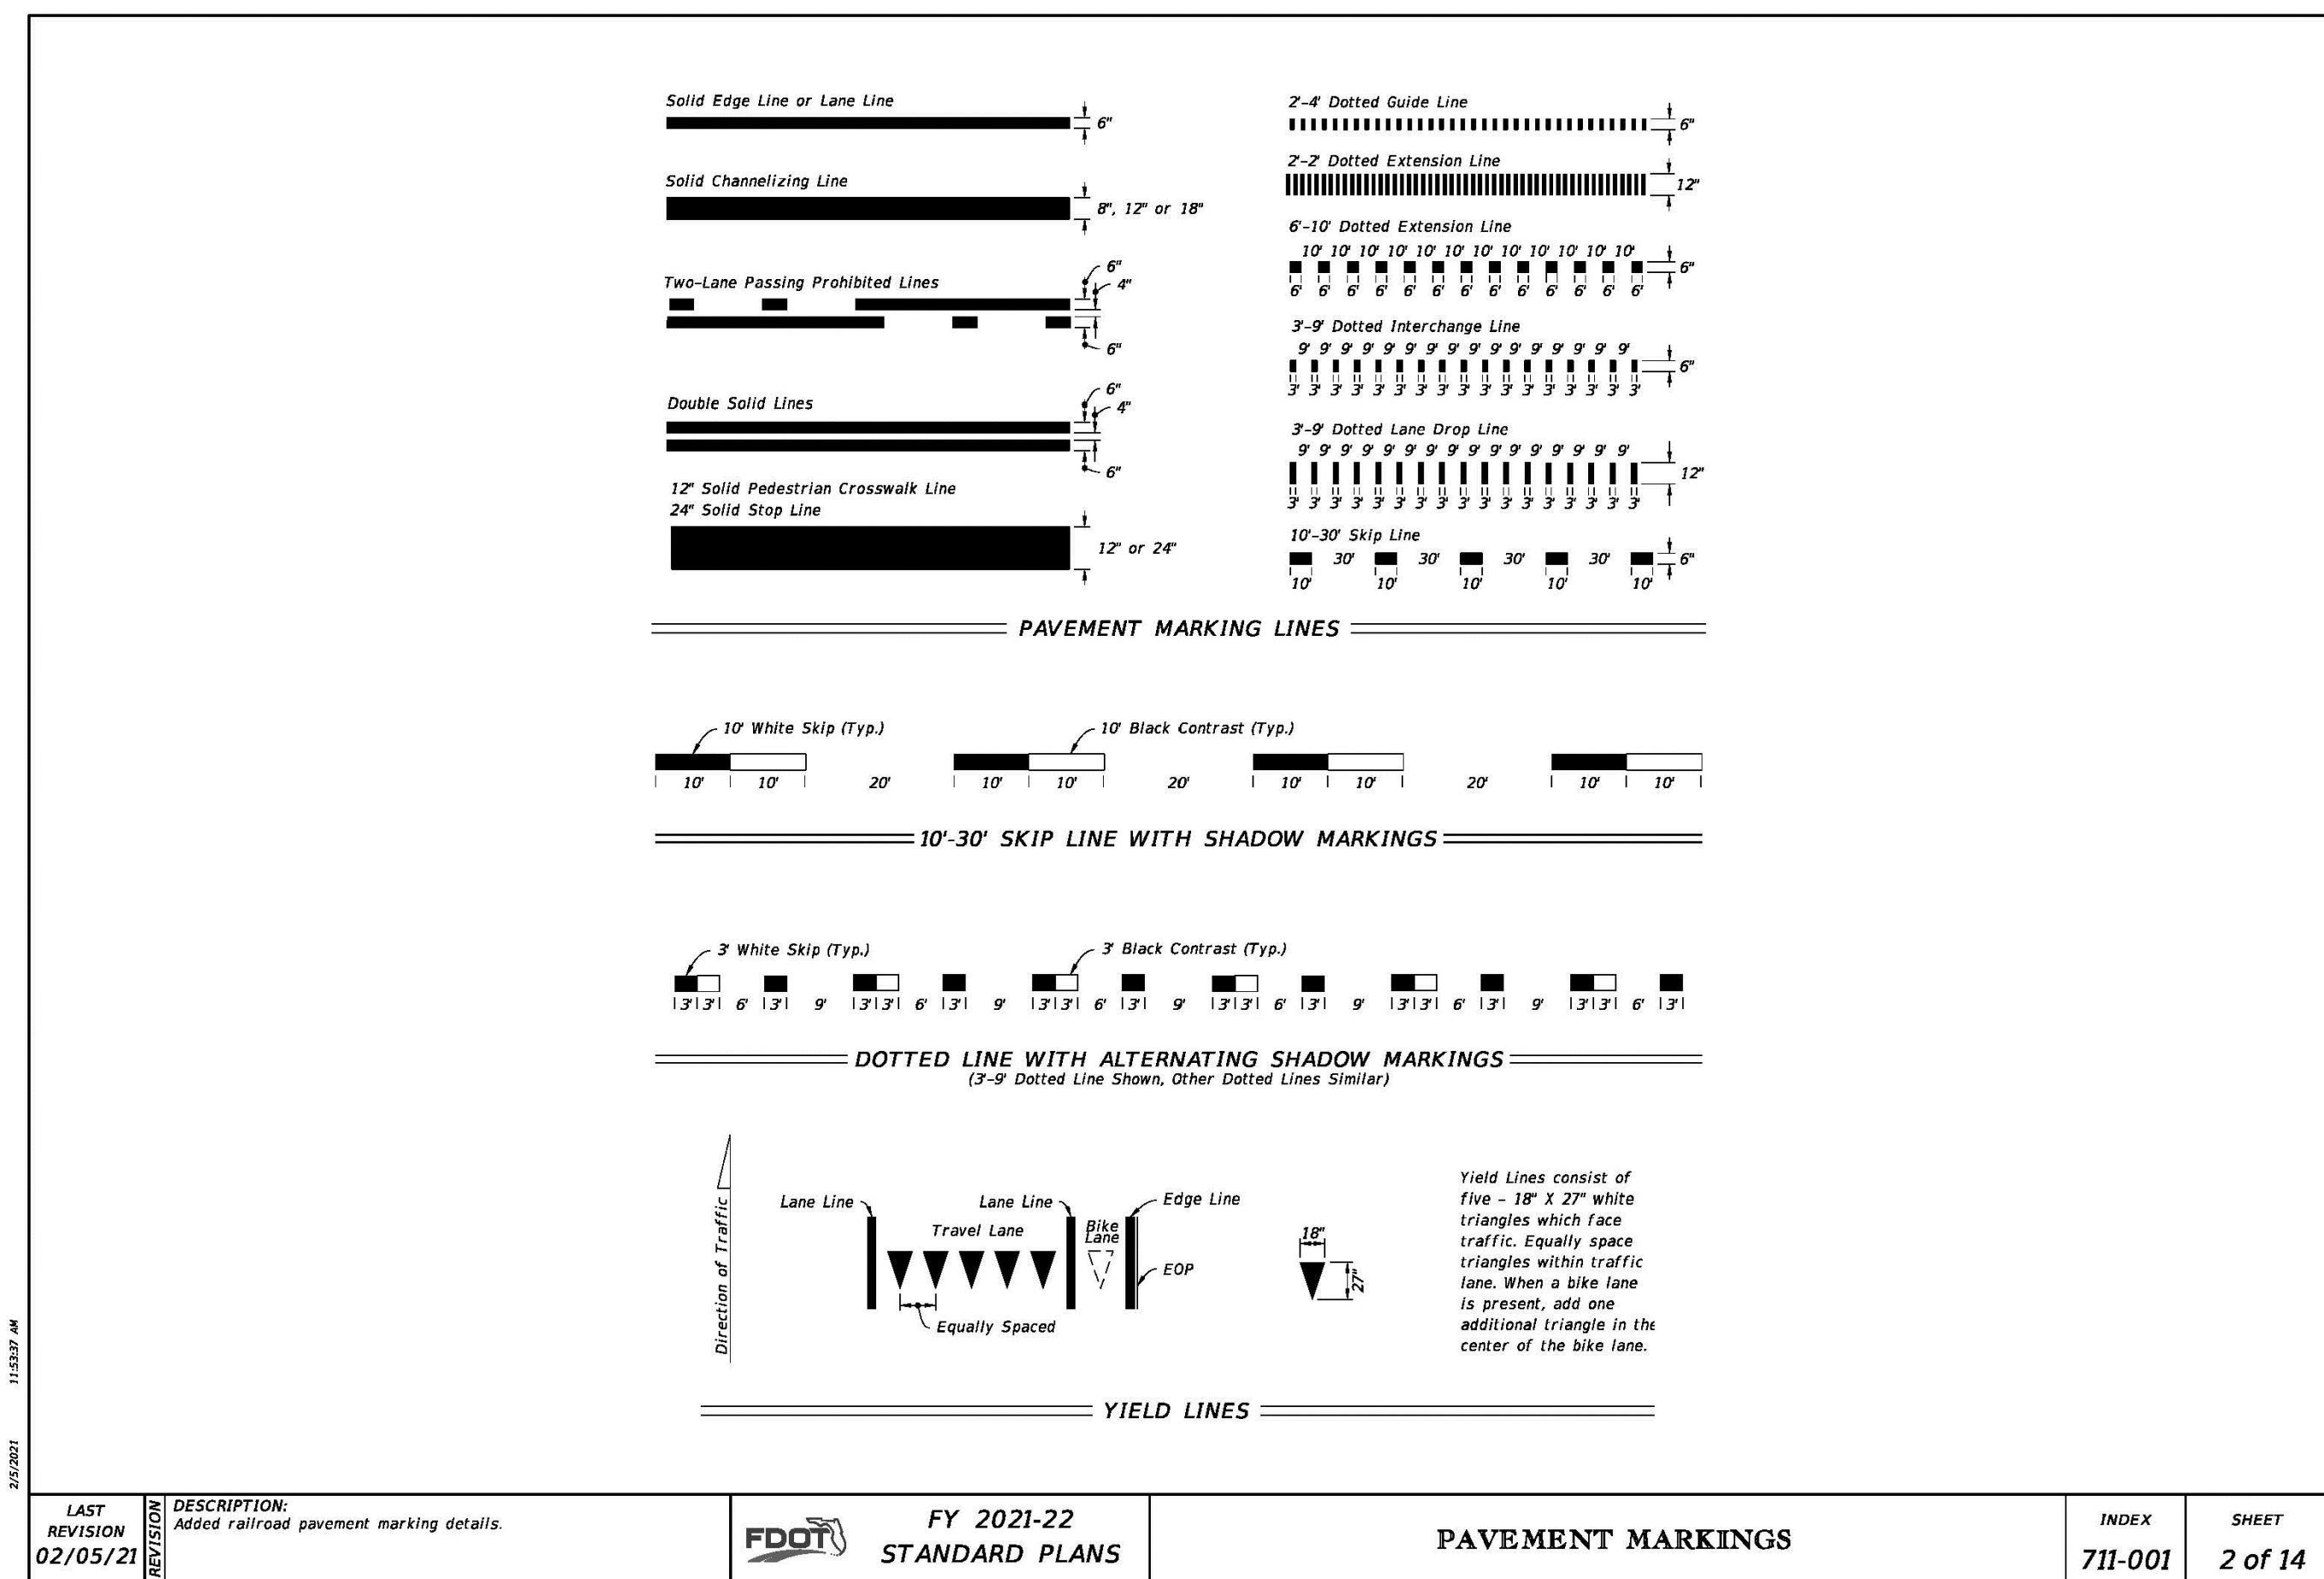 Solid Edge Line or Lane Line
6"
Solid Channelizing Line
8", 12" or 18"
Two-Lane Passing Prohibited Lines
6"
4"
6"
Double Solid Lines
6"
4"
6"
12" Solid Pedestrian Crosswalk Line
24" Solid Stop Line
12" or 24"
2'-4' Dotted Guide Line
6"
2'-2' Dotted Extension Line
12"
6'-10' Dotted Extension Line
10' 10' 10' 10' 10' 10' 10' 10' 10' 10' 10' 10'
6"
6' 6' 6' 6' 6' 6' 6' 6' 6' 6' 6' 6' 6'
3'-9' Dotted Interchange Line
9' 9' 9' 9' 9' 9' 9' 9' 9' 9' 9' 9' 9' 9' 9' 9'
6"
3' 3' 3' 3' 3' 3' 3' 3' 3' 3' 3' 3' 3' 3' 3' 3' 3'
3'-9' Dotted Lane Drop Line
9' 9' 9' 9' 9' 9' 9' 9' 9' 9' 9' 9' 9' 9' 9' 9'
12"
3' 3' 3' 3' 3' 3' 3' 3' 3' 3' 3' 3' 3' 3' 3' 3' 3'
10'-30' Skip Line
30' 30' 30' 30' 6"
10' 10' 10' 10' 10'
PAVEMENT MARKING LINES
10' White Skip (Typ.) 10' Black Contrast (Typ.)
10' 10' 20' 10' 10' 20' 10' 10' 20' 10' 10'
10'-30' SKIP LINE WITH SHADOW MARKINGS
3' White Skip (Typ.) 3' Black Contrast (Typ.)
3' 3' 6' 3' 9' 3' 3' 6' 3' 9' 3' 3' 6' 3' 9' 3' 3' 6' 3' 9' 3' 3' 6' 3' 9' 3' 3' 6' 3'
DOTTED LINE WITH ALTERNATING SHADOW MARKINGS
(3'-9' Dotted Line Shown, Other Dotted Lines Similar)
Direction of Traffic
Lane Line
Lane Line
Edge Line
Travel Lane
Bike
Lane
EOP
Equally Spaced
18"
27"
Yield Lines consist of
five - 18" X 27" white
triangles which face
traffic. Equally space
triangles within traffic
lane. When a bike lane
is present, add one
additional triangle in the
center of the bike lane.
YIELD LINES
2/5/2021 11:53:37 AM
LAST
REVISION
02/05/21
REVISION
DESCRIPTION:
Added railroad pavement marking details.
FDOT
FY 2021-22
STANDARD PLANS
PAVEMENT MARKINGS
INDEX
711-001
SHEET
2 of 14